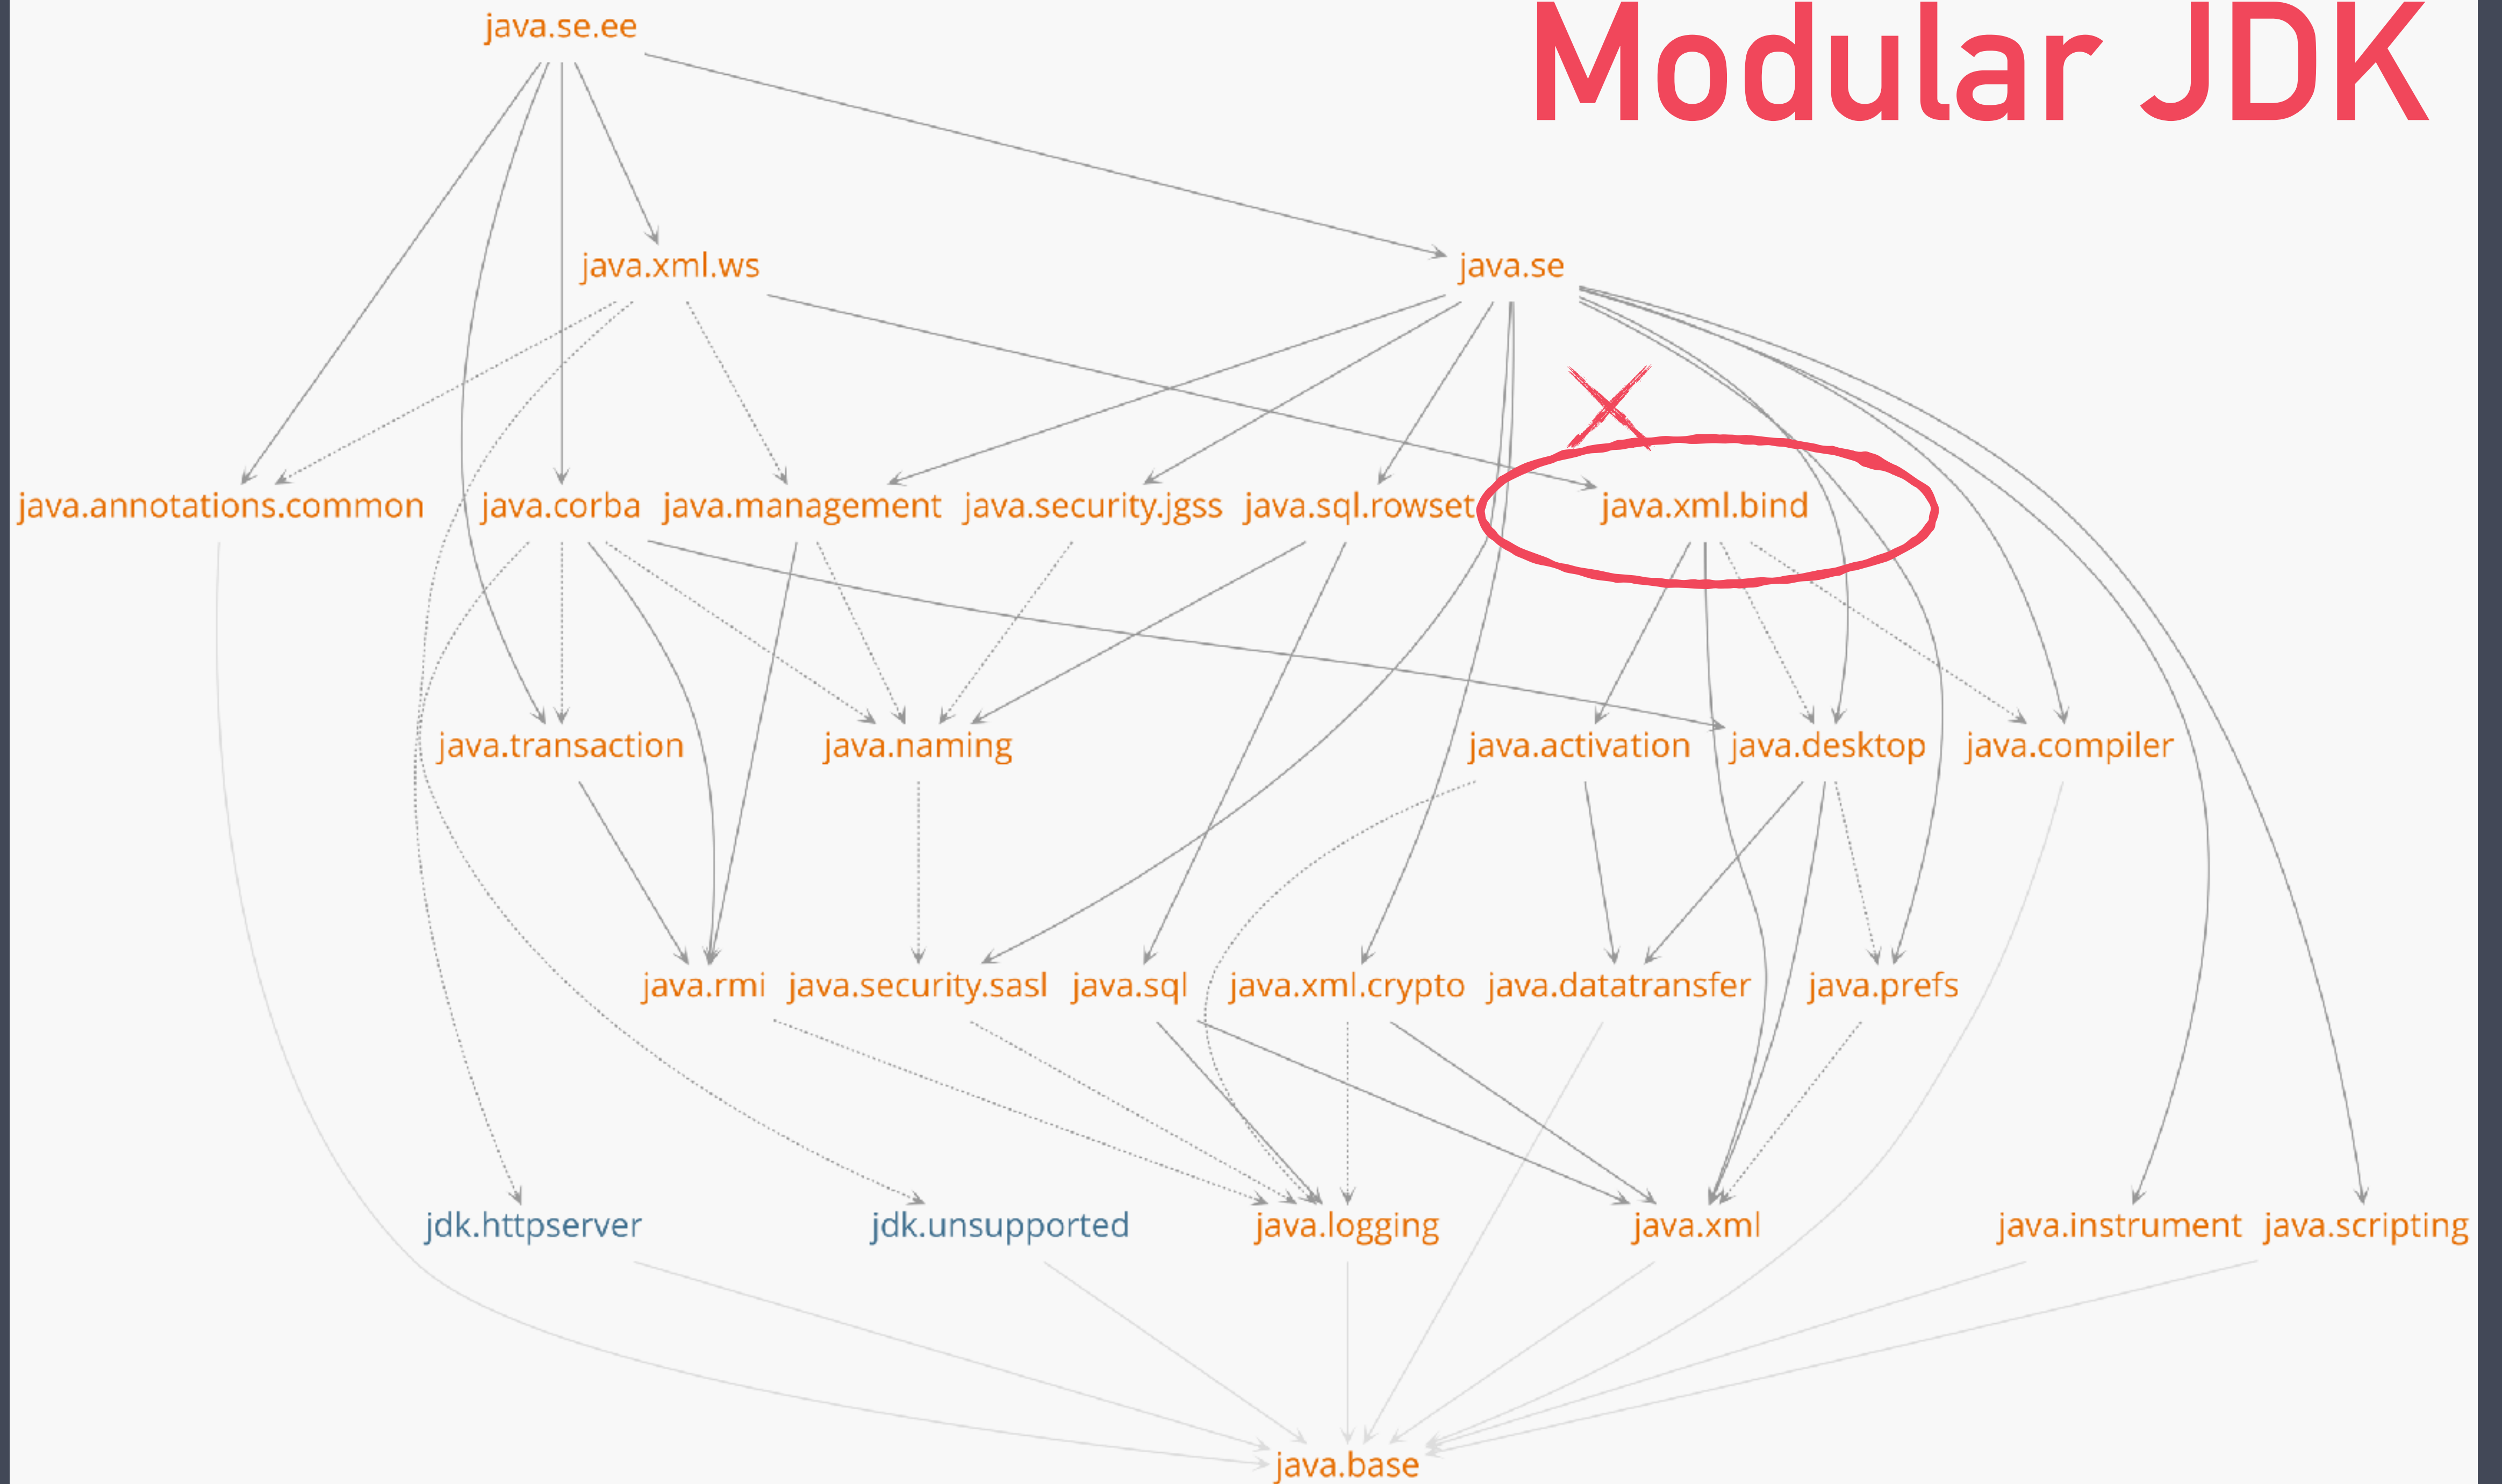 java.se.ee
Modular JDK
java.xml.ws
java.se
java.annotations.common
java.corba
java.management
java.security.jgss
java.sql.rowset
java.xml.bind
java.transaction
java.naming
java.activation
java.desktop
java.compiler
java.rmi
java.security.sasl
java.sql
java.xml.crypto
java.datatransfer
java.prefs
jdk.httpserver
jdk.unsupported
java.logging
java.xml
java.instrument
java.scripting
java.base